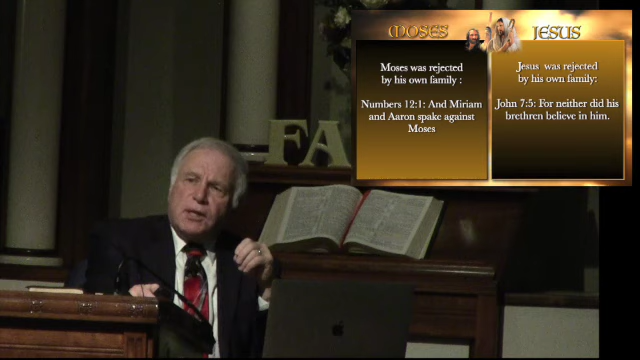 MOSES
JESUS
Moses was rejected
by his own family :
Numbers 12:1: And Miriam
and Aaron spake against
Moses
Jesus was rejected
by his own family:
John 7:5: For neither did his
brethren believe in him.
FA